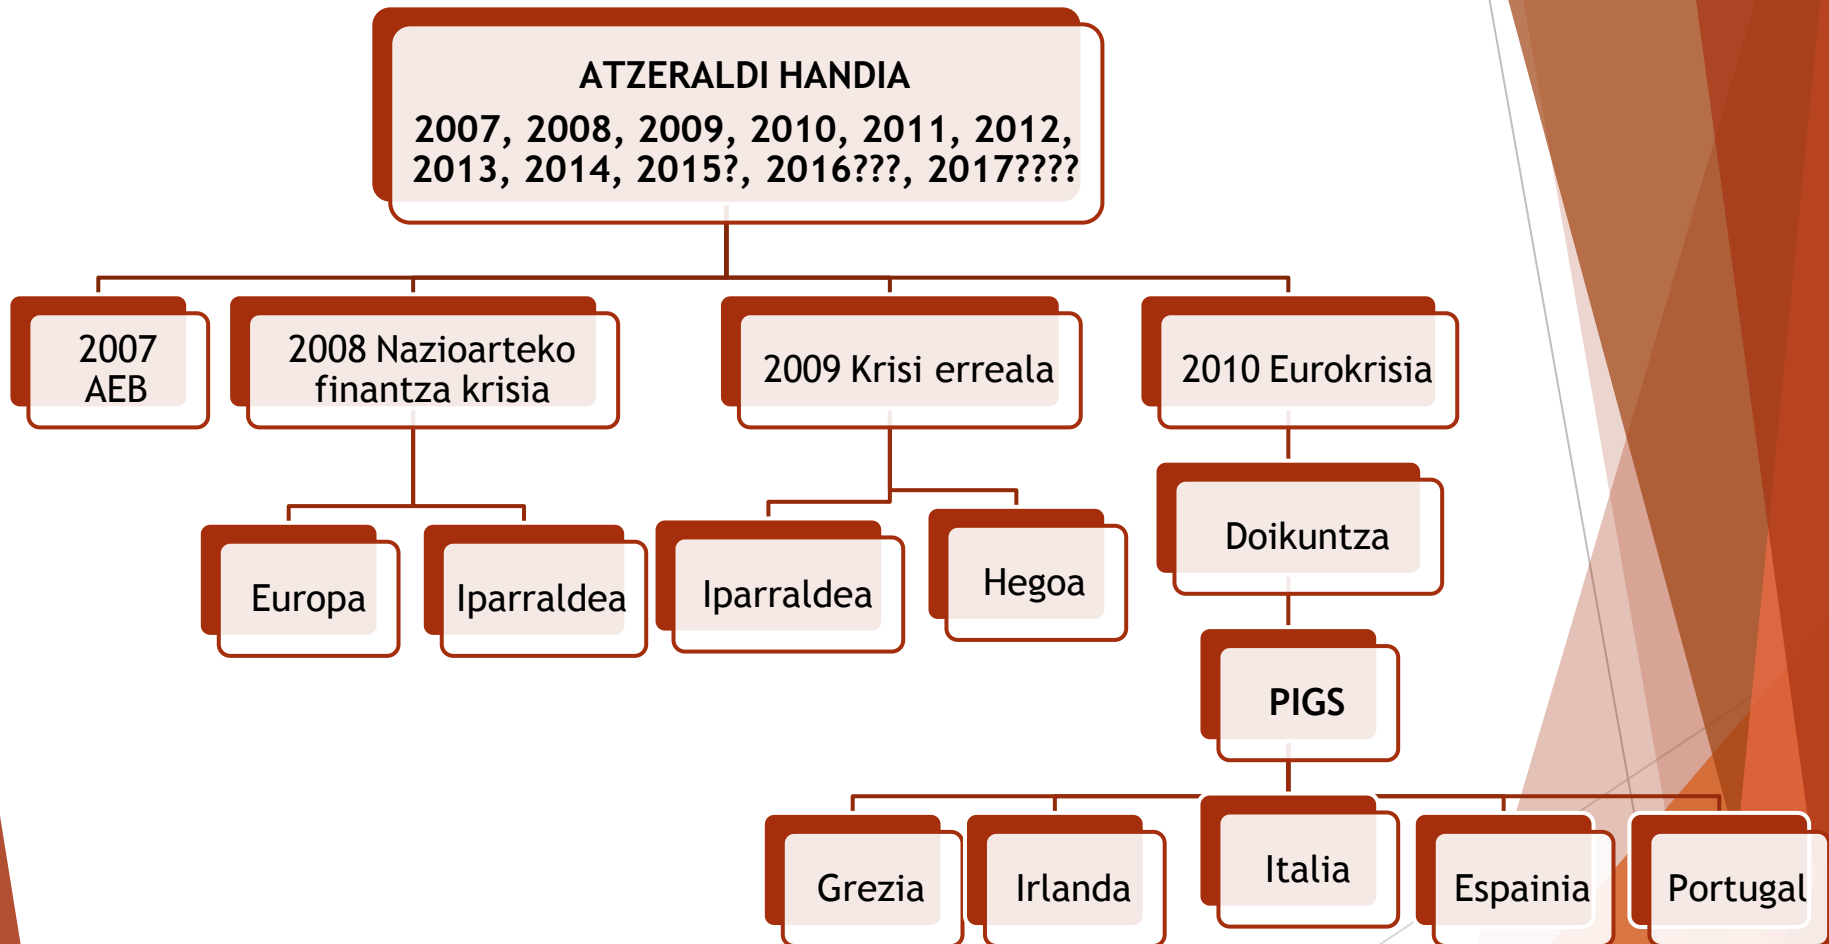 ATZERALDI HANDIA
2007, 2008, 2009, 2010, 2011, 2012,
2013, 2014, 2015?, 2016???, 2017????
2007
AEB
2008 Nazioarteko
finantza krisia
2009 Krisi erreala
2010 Eurokrisia
Europa
Iparraldea
Iparraldea
Hegoa
Doikuntza
PIGS
Grezia
Irlanda
Italia
Espainia
Portugal